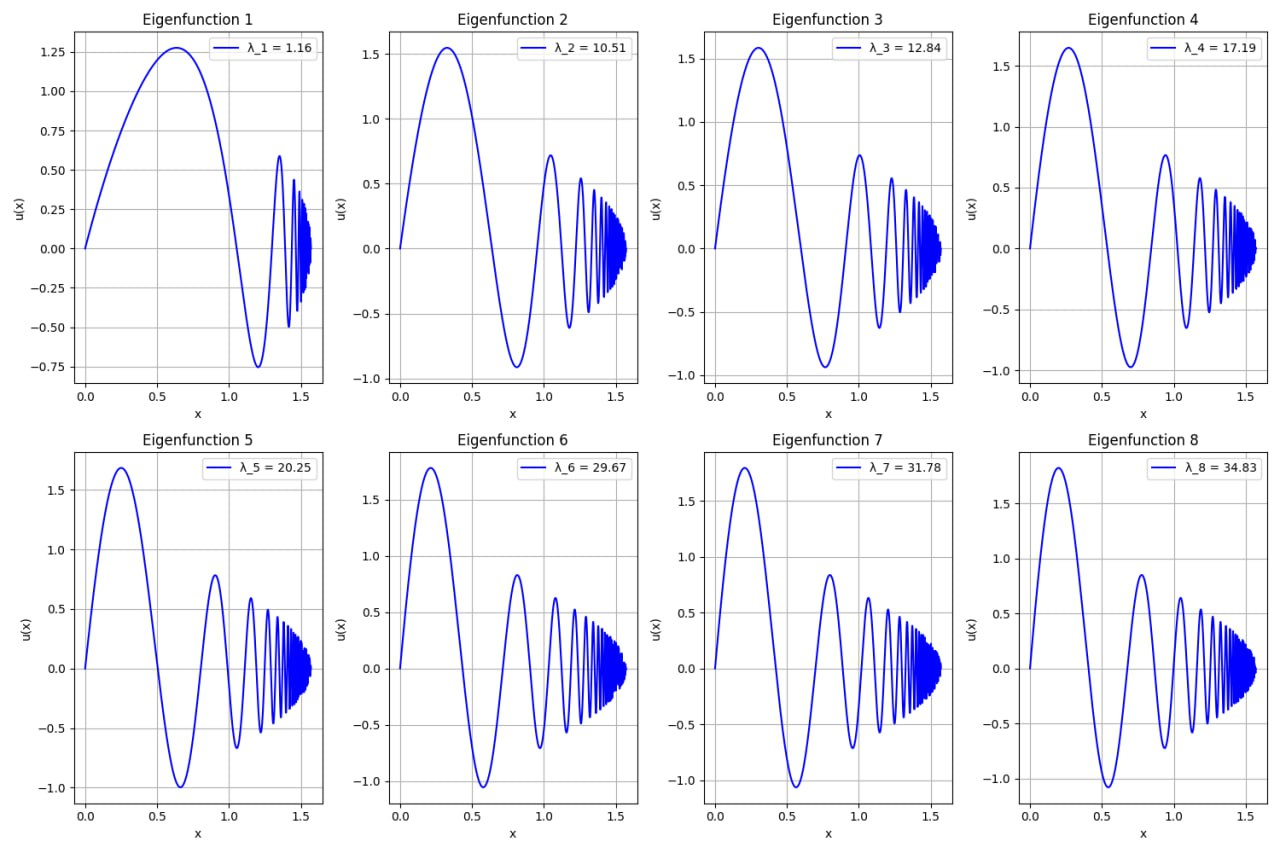 Eigenfunction 1
λ_1 = 1.16
1.25
1.00
0.75
0.50
0.25
0.00
−0.25
−0.50
−0.75
u(x)
0.0 0.5 1.0 1.5
x
Eigenfunction 2
λ_2 = 10.51
1.5
1.0
0.5
0.0
−0.5
−1.0
u(x)
0.0 0.5 1.0 1.5
x
Eigenfunction 3
λ_3 = 12.84
1.5
1.0
0.5
0.0
−0.5
−1.0
u(x)
0.0 0.5 1.0 1.5
x
Eigenfunction 4
λ_4 = 17.19
1.5
1.0
0.5
0.0
−0.5
−1.0
u(x)
0.0 0.5 1.0 1.5
x
Eigenfunction 5
λ_5 = 20.25
1.5
1.0
0.5
0.0
−0.5
−1.0
u(x)
0.0 0.5 1.0 1.5
x
Eigenfunction 6
λ_6 = 29.67
1.5
1.0
0.5
0.0
−0.5
−1.0
u(x)
0.0 0.5 1.0 1.5
x
Eigenfunction 7
λ_7 = 31.78
1.5
1.0
0.5
0.0
−0.5
−1.0
u(x)
0.0 0.5 1.0 1.5
x
Eigenfunction 8
λ_8 = 34.83
1.5
1.0
0.5
0.0
−0.5
−1.0
u(x)
0.0 0.5 1.0 1.5
x